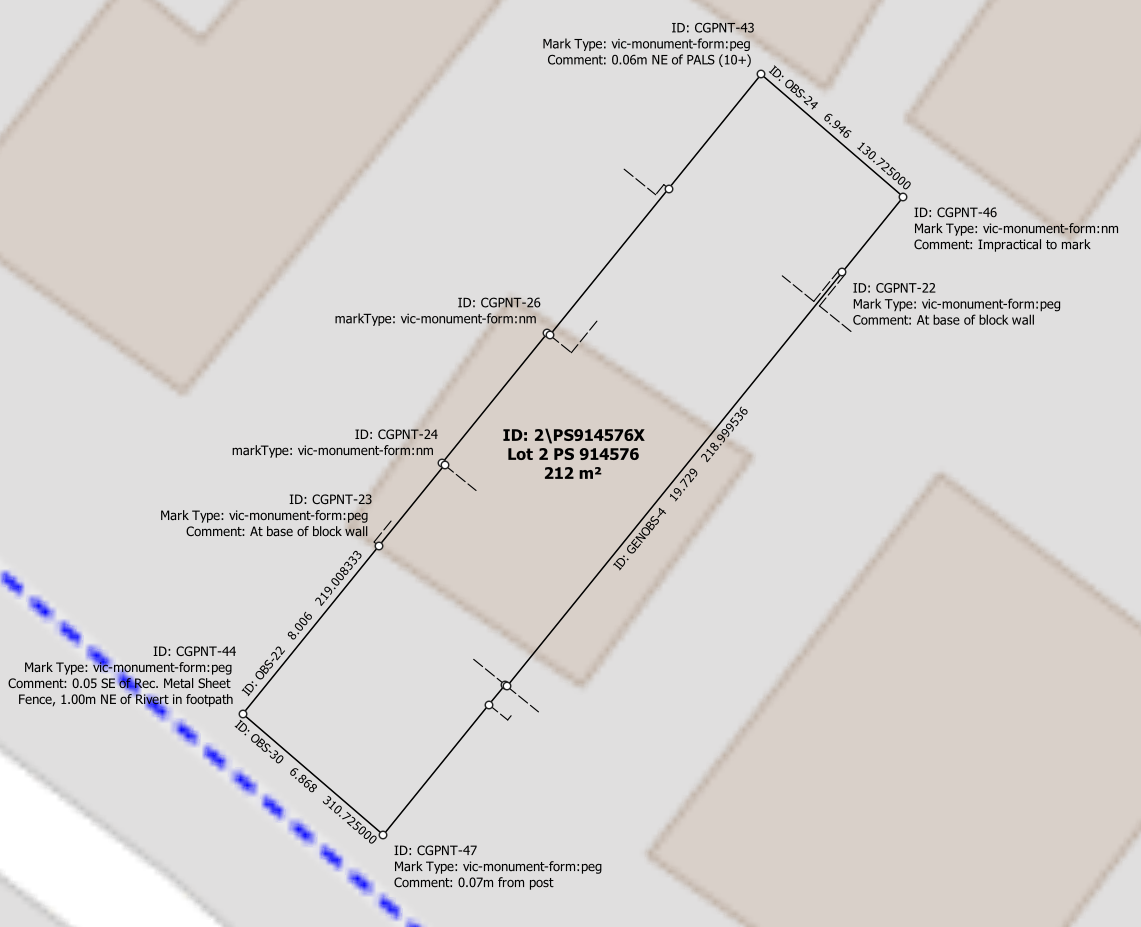 ID: CGPNT-43
Mark Type: vic-monument-form:peg
Comment: 0.06m NE of PALS (10+)
ID: OBS-24 6.946 130.725000
ID: CGPNT-46
Mark Type: vic-monument-form:nm
Comment: Impractical to mark
ID: CGPNT-22
Mark Type: vic-monument-form:peg
Comment: At base of block wall
ID: CGPNT-26
markType: vic-monument-form:nm
ID: CGPNT-24
markType: vic-monument-form:nm
ID: 2\PS914576X
Lot 2 PS 914576
212 m²
ID: GENOBS-4 19.729 218.999536
ID: CGPNT-23
Mark Type: vic-monument-form:peg
Comment: At base of block wall
ID: OBS-22 8.006 219.008333
ID: CGPNT-44
Mark Type: vic-monument-form:peg
Comment: 0.05 SE of Rec. Metal Sheet
Fence, 1.00m NE of Rivert in footpath
ID: OBS-30 6.868 310.725000
ID: CGPNT-47
Mark Type: vic-monument-form:peg
Comment: 0.07m from post